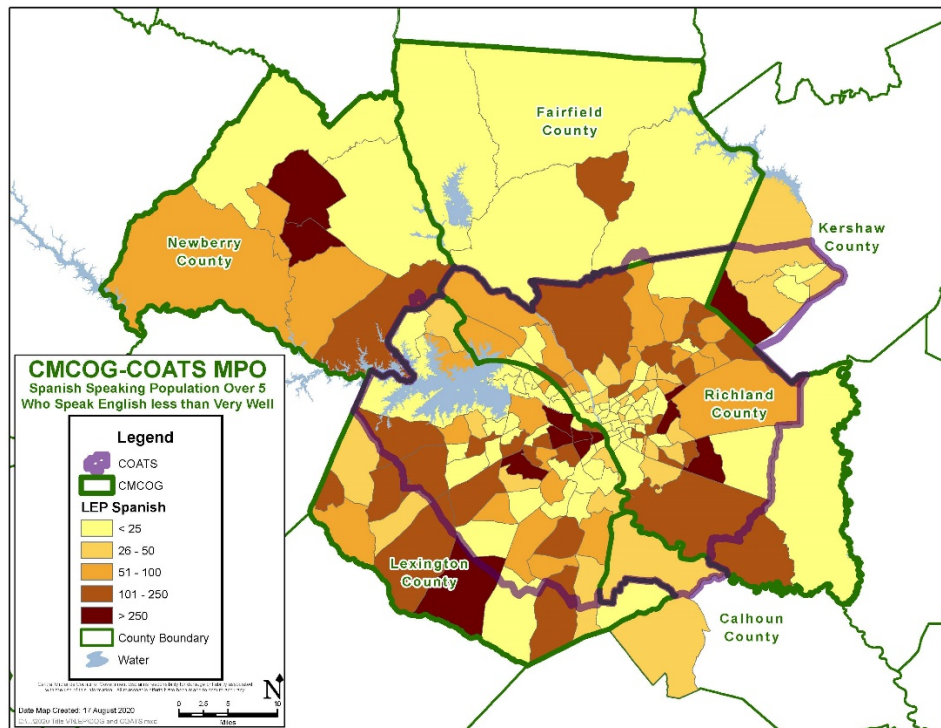 Fairfield
County
Kershaw
County
Newberry
County
Richland
County
Lexington
County
Calhoun
County
CMCOG-COATS MPO
Spanish Speaking Population Over 5
Who Speak English less than Very Well
Legend
COATS
CMCOG
LEP Spanish
< 25
26 - 50
51 - 100
101 - 250
> 250
County Boundary
Water
N
0 2.5 5 10
Miles
Date Map Created: 17 August 2020